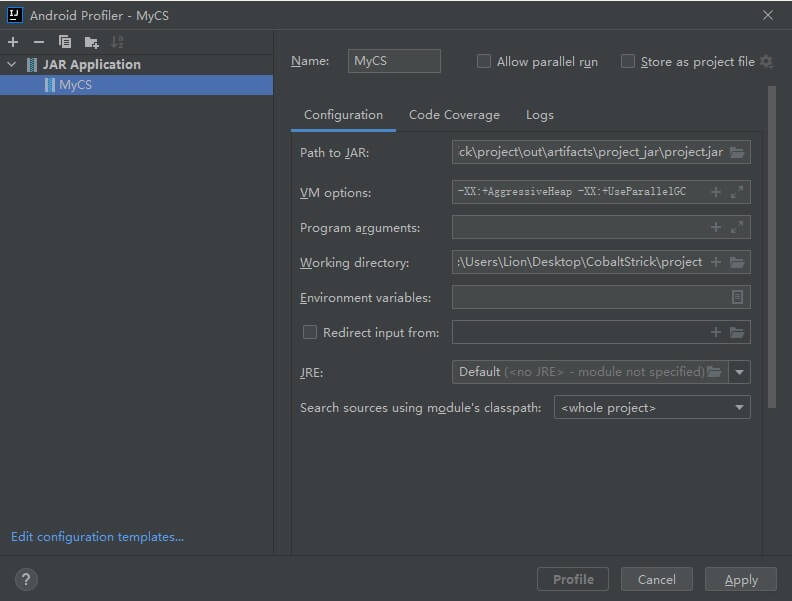 Android Profiler - MyCS
JAR Application
MyCS
Name:
MyCS
Allow parallel run
Store as project file
Configuration
Code Coverage
Logs
Path to JAR:
ck\project\out\artifacts\project_jar\project.jar
VM options:
-XX:+AggressiveHeap -XX:+UseParallelGC
Program arguments:
Working directory:
:\Users\Lion\Desktop\CobaltStrick\project
Environment variables:
Redirect input from:
JRE:
Default (<no JRE> - module not specified)
Search sources using module's classpath:
<whole project>
Edit configuration templates...
?
Profile
Cancel
Apply